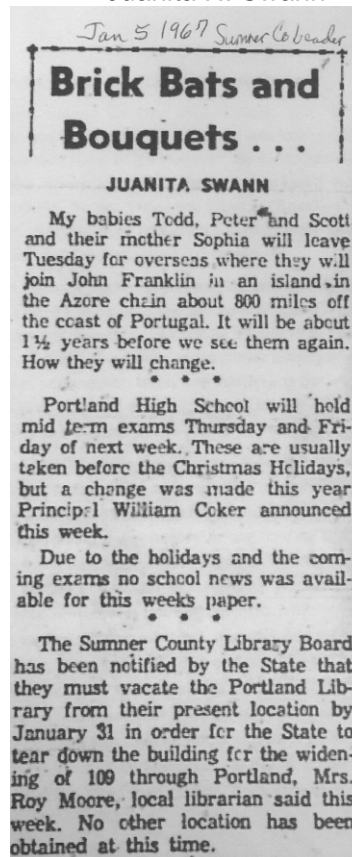 Jan 5 1967 Sumner Co Leader
Brick Bats and
Bouquets . . .
JUANITA SWANN
My babies Todd, Peter and Scott
and their mother Sophia will leave
Tuesday for overseas where they will
join John Franklin in an island in
the Azore chain about 800 miles off
the coast of Portugal. It will be about
1½ years before we see them again.
How they will change.
* * *
Portland High School will hold
mid term exams Thursday and Fri-
day of next week. These are usually
taken before the Christmas Holidays,
but a change was made this year
Principal William Coker announced
this week.
Due to the holidays and the com-
ing exams no school news was avail-
able for this weeks paper.
* * *
The Sumner County Library Board
has been notified by the State that
they must vacate the Portland Lib-
rary from their present location by
January 31 in order for the State to
tear down the building for the widen-
ing of 109 through Portland, Mrs.
Roy Moore, local librarian said this
week. No other location has been
obtained at this time.